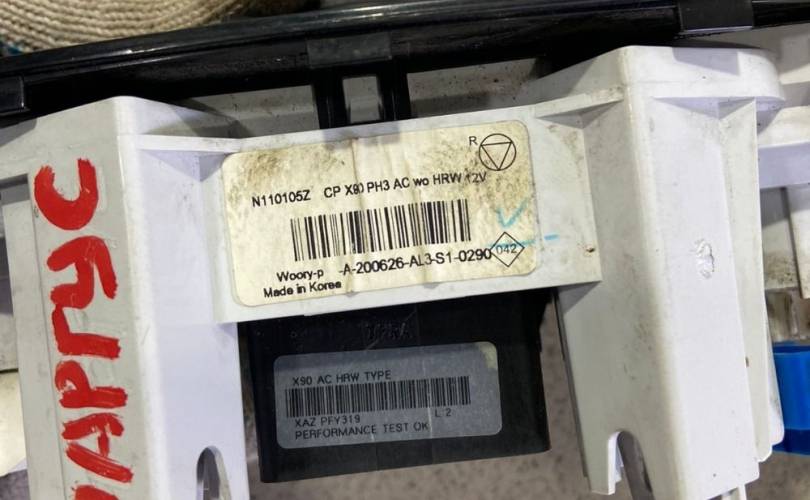 АРГУС
R
N110105Z CP X90 PH3 AC wo HRW 12V
Woory-p -A-200626-AL3-S1-0290 042
Made in Korea
X90 AC HRW TYPE
XAZ PFY319 L 2
PERFORMANCE TEST OK